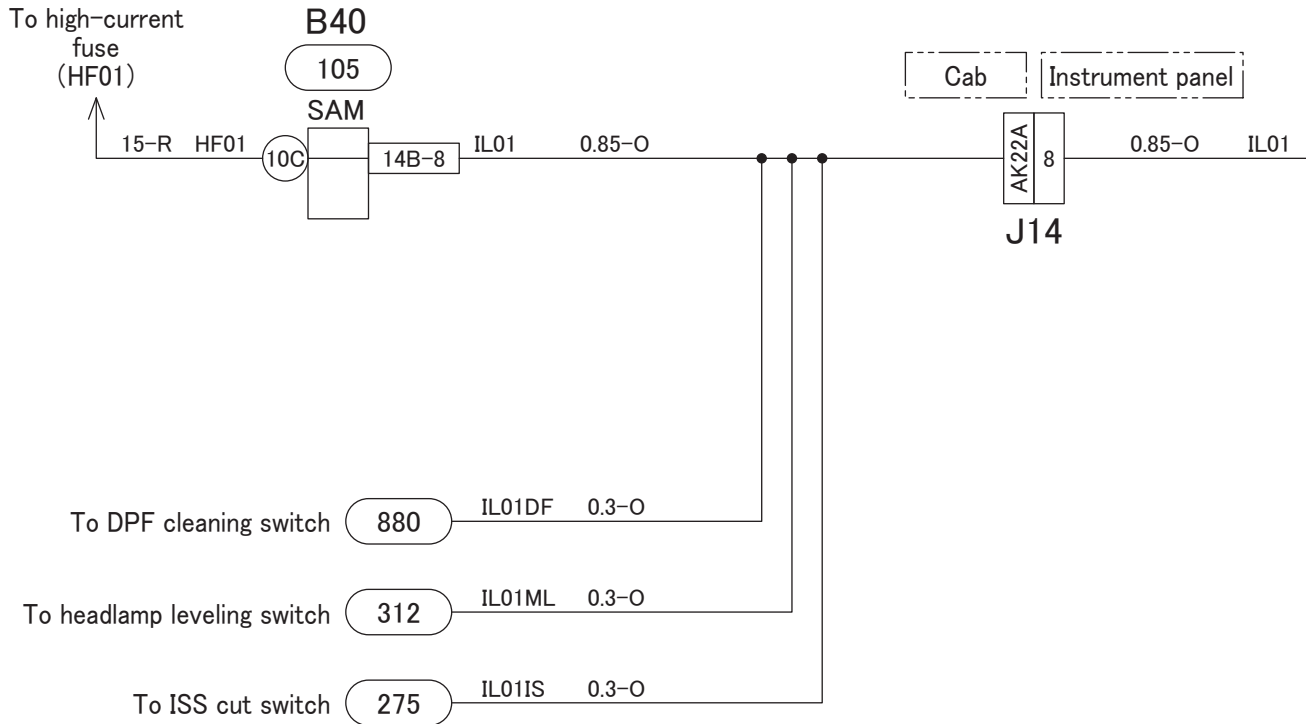 To high-current
fuse
(HF01)
B40
105
SAM
Cab
Instrument panel
15-R HF01
10C
14B-8
IL01 0.85-O
AK22A
8
0.85-O IL01
J14
To DPF cleaning switch
880
IL01DF 0.3-O
To headlamp leveling switch
312
IL01ML 0.3-O
To ISS cut switch
275
IL01IS 0.3-O